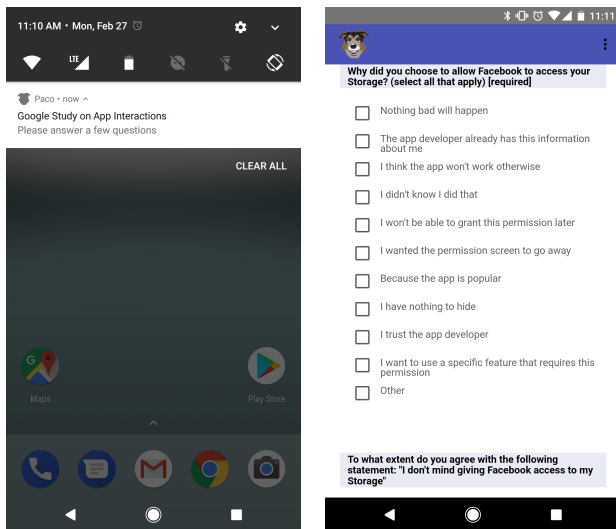 11:10 AM • Mon, Feb 27
LTE
Paco • now
Google Study on App Interactions
Please answer a few questions
CLEAR ALL
G
Maps
Play Store
11:11
Why did you choose to allow Facebook to access your
Storage? (select all that apply) [required]
Nothing bad will happen
The app developer already has this information
about me
I think the app won't work otherwise
I didn't know I did that
I won't be able to grant this permission later
I wanted the permission screen to go away
Because the app is popular
I have nothing to hide
I trust the app developer
I want to use a specific feature that requires this
permission
Other
To what extent do you agree with the following
statement: "I don't mind giving Facebook access to my
Storage"